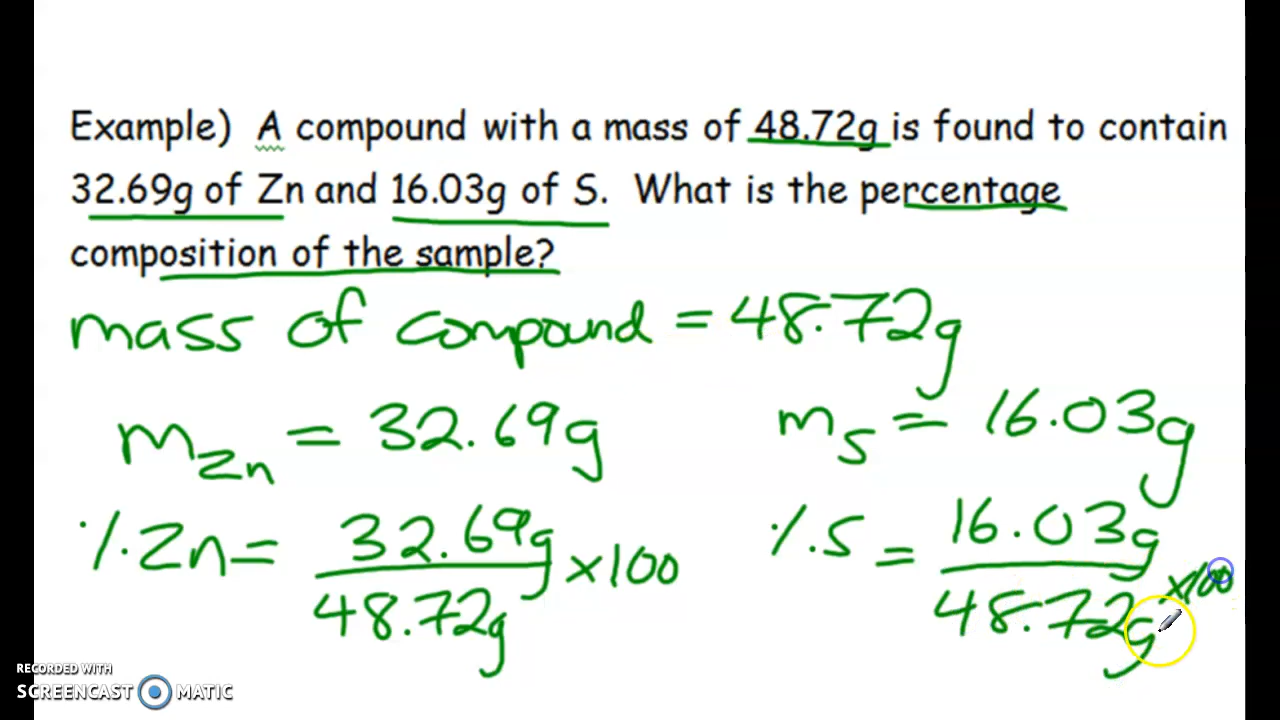 Example) A compound with a mass of 48.72g is found to contain
32.69g of Zn and 16.03g of S. What is the percentage
composition of the sample?
mass of compound = 48.72g
mZn = 32.69g
mS = 16.03g
%Zn = 32.69g
48.72g
×100
%S = 16.03g
48.72g
×100
RECORDED WITH
SCREENCAST MATIC